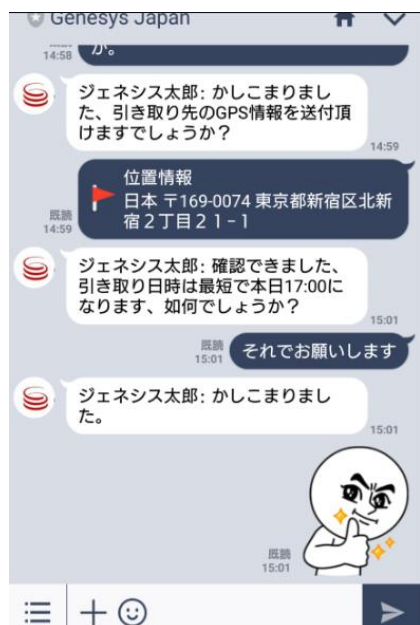 Genesys Japan
か。
14:58
ジェネシス太郎: かしこまりまし
た、引き取り先のGPS情報を送付頂
けますでしょうか？
14:59
位置情報
日本 〒169-0074 東京都新宿区北新
宿２丁目２１−１
既読
14:59
ジェネシス太郎: 確認できました、
引き取り日時は最短で本日17:00に
なります、如何でしょうか？
15:01
それでお願いします
既読
15:01
ジェネシス太郎: かしこまりまし
た。
15:01
既読
15:01